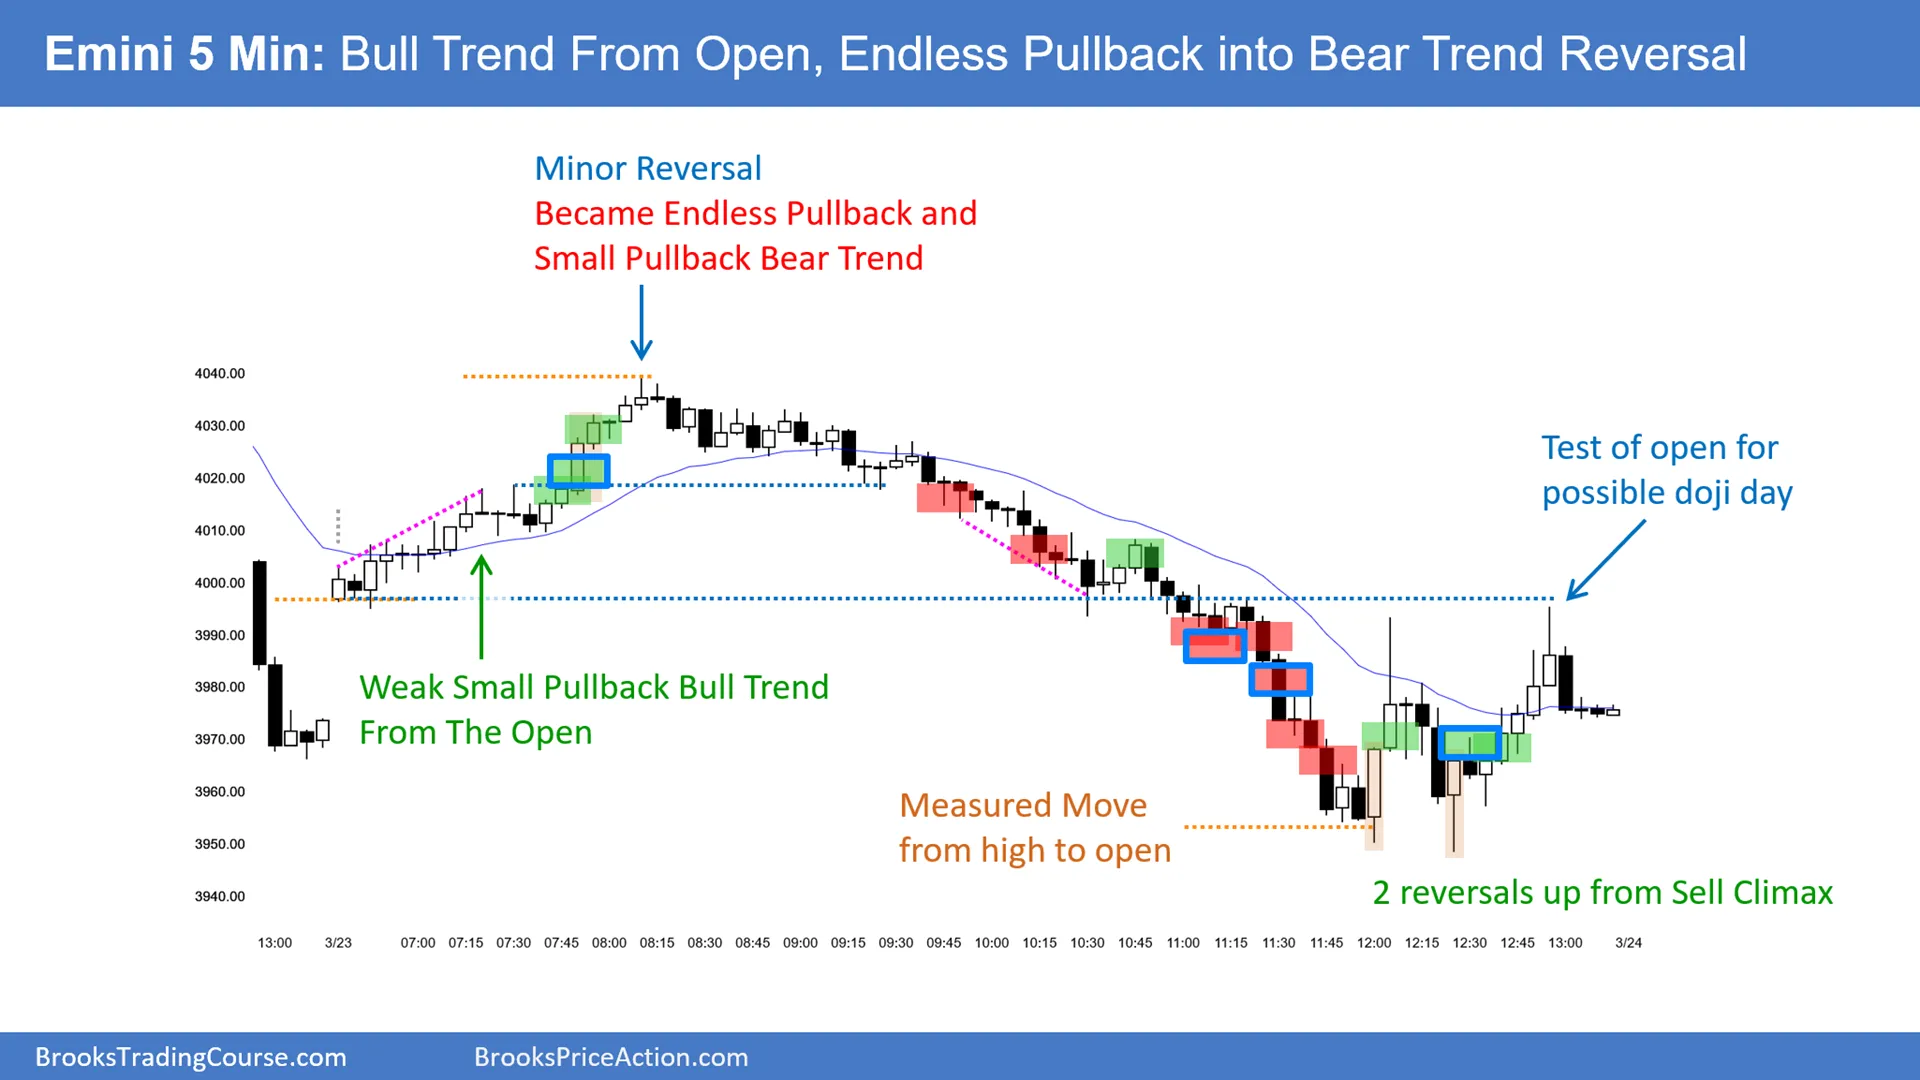 Emini 5 Min: Bull Trend From Open, Endless Pullback into Bear Trend Reversal
Minor Reversal
Became Endless Pullback and
Small Pullback Bear Trend
Test of open for
possible doji day
Weak Small Pullback Bull Trend
From The Open
Measured Move
from high to open
2 reversals up from Sell Climax
4040.00
4030.00
4020.00
4010.00
4000.00
3990.00
3980.00
3970.00
3960.00
3950.00
3940.00
13:00 3/23 07:00 07:15 07:30 07:45 08:00 08:15 08:30 08:45 09:00 09:15 09:30 09:45 10:00 10:15 10:30 10:45 11:00 11:15 11:30 11:45 12:00 12:15 12:30 12:45 13:00 3/24
BrooksTradingCourse.com BrooksPriceAction.com